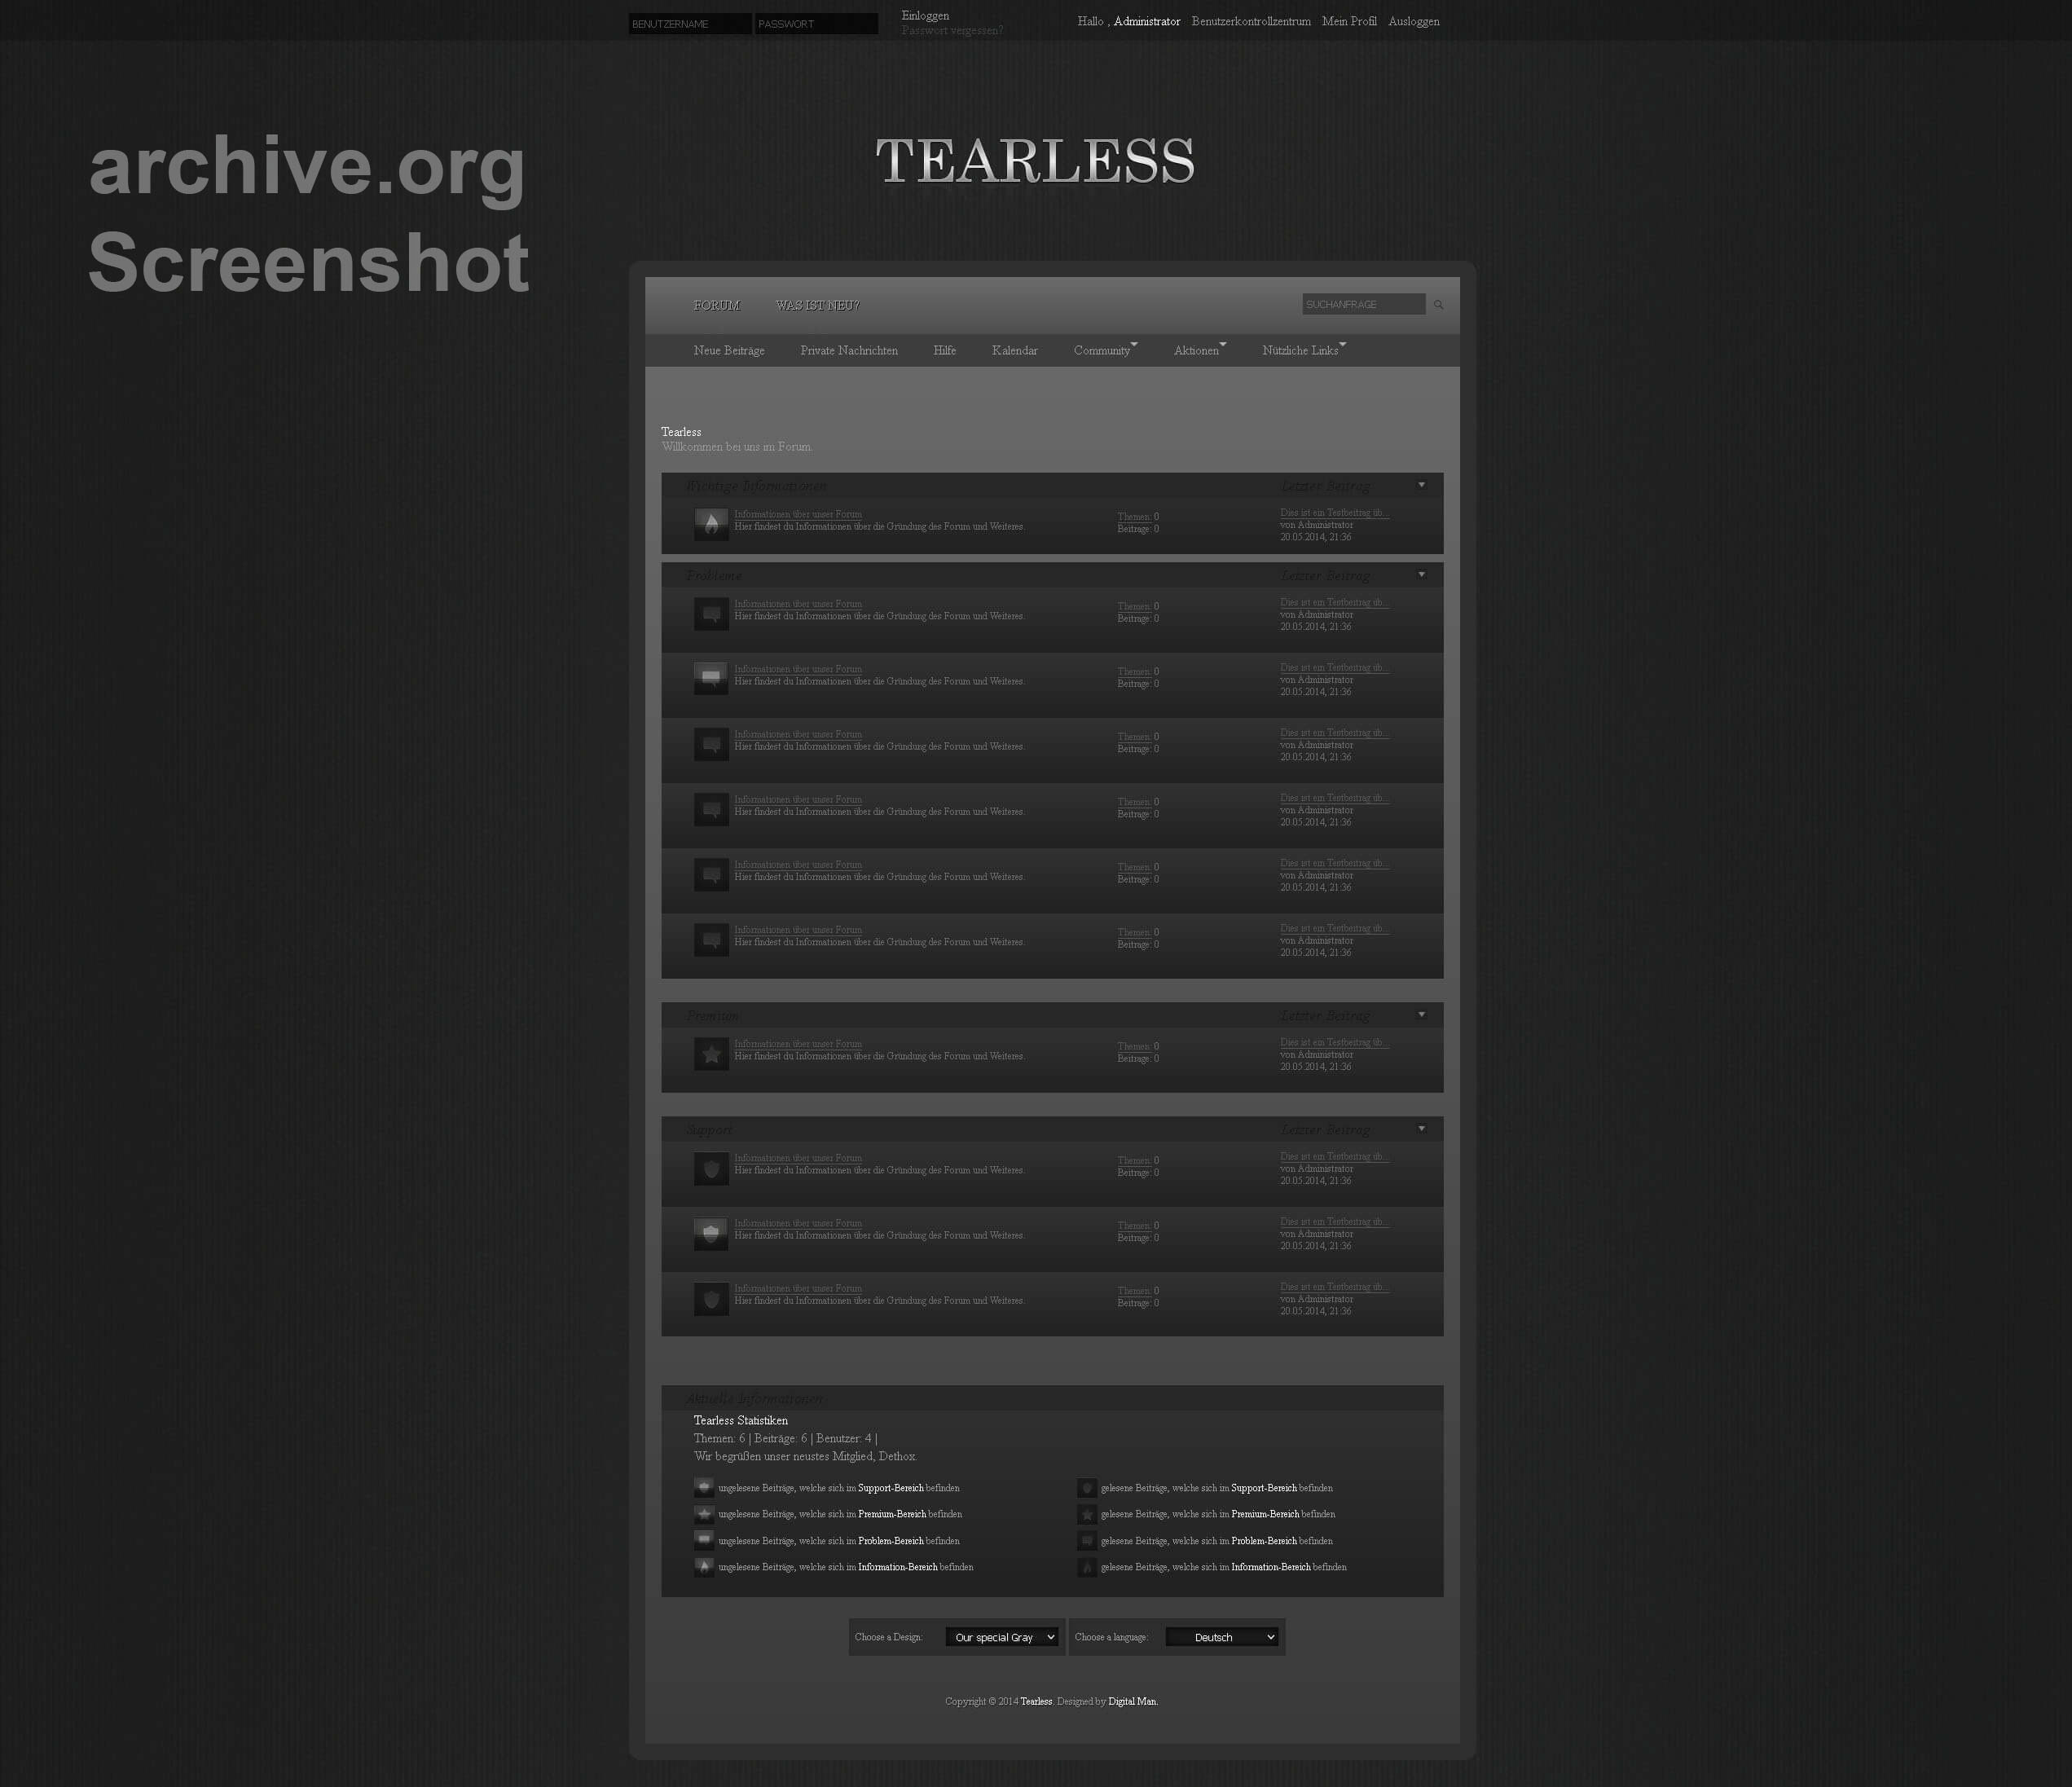 BENUTZERNAME PASSWORT Einloggen Hallo , Administrator Benutzerkontrollzentrum Mein Profil Ausloggen
Passwort vergessen?
archive.org
Screenshot
TEARLESS
FORUM WAS IST NEU? SUCHANFRAGE
Neue Beiträge Private Nachrichten Hilfe Kalendar Community Aktionen Nützliche Links
Tearless
Willkommen bei uns im Forum.
Wichtige Informationen Letzter Beitrag
Informationen über unser Forum Themen: 0 Dies ist ein Testbeitrag üb...
Hier findest du Informationen über die Gründung des Forum und Weiteres. Beitrage: 0 von Administrator
20.05.2014, 21:36
Probleme Letzter Beitrag
Informationen über unser Forum Themen: 0 Dies ist ein Testbeitrag üb...
Hier findest du Informationen über die Gründung des Forum und Weiteres. Beitrage: 0 von Administrator
20.05.2014, 21:36
Informationen über unser Forum Themen: 0 Dies ist ein Testbeitrag üb...
Hier findest du Informationen über die Gründung des Forum und Weiteres. Beitrage: 0 von Administrator
20.05.2014, 21:36
Informationen über unser Forum Themen: 0 Dies ist ein Testbeitrag üb...
Hier findest du Informationen über die Gründung des Forum und Weiteres. Beitrage: 0 von Administrator
20.05.2014, 21:36
Informationen über unser Forum Themen: 0 Dies ist ein Testbeitrag üb...
Hier findest du Informationen über die Gründung des Forum und Weiteres. Beitrage: 0 von Administrator
20.05.2014, 21:36
Informationen über unser Forum Themen: 0 Dies ist ein Testbeitrag üb...
Hier findest du Informationen über die Gründung des Forum und Weiteres. Beitrage: 0 von Administrator
20.05.2014, 21:36
Informationen über unser Forum Themen: 0 Dies ist ein Testbeitrag üb...
Hier findest du Informationen über die Gründung des Forum und Weiteres. Beitrage: 0 von Administrator
20.05.2014, 21:36
Premium Letzter Beitrag
Informationen über unser Forum Themen: 0 Dies ist ein Testbeitrag üb...
Hier findest du Informationen über die Gründung des Forum und Weiteres. Beitrage: 0 von Administrator
20.05.2014, 21:36
Support Letzter Beitrag
Informationen über unser Forum Themen: 0 Dies ist ein Testbeitrag üb...
Hier findest du Informationen über die Gründung des Forum und Weiteres. Beitrage: 0 von Administrator
20.05.2014, 21:36
Informationen über unser Forum Themen: 0 Dies ist ein Testbeitrag üb...
Hier findest du Informationen über die Gründung des Forum und Weiteres. Beitrage: 0 von Administrator
20.05.2014, 21:36
Informationen über unser Forum Themen: 0 Dies ist ein Testbeitrag üb...
Hier findest du Informationen über die Gründung des Forum und Weiteres. Beitrage: 0 von Administrator
20.05.2014, 21:36
Aktuelle Informationen
Tearless Statistiken
Themen: 6 | Beiträge: 6 | Benutzer: 4 |
Wir begrüßen unser neustes Mitglied, Dethox.
ungelesene Beiträge, welche sich im Support-Bereich befinden gelesene Beiträge, welche sich im Support-Bereich befinden
ungelesene Beiträge, welche sich im Premium-Bereich befinden gelesene Beiträge, welche sich im Premium-Bereich befinden
ungelesene Beiträge, welche sich im Problem-Bereich befinden gelesene Beiträge, welche sich im Problem-Bereich befinden
ungelesene Beiträge, welche sich im Information-Bereich befinden gelesene Beiträge, welche sich im Information-Bereich befinden
Choose a Design: Our special Gray Choose a language: Deutsch
Copyright © 2014 Tearless. Designed by Digital Man.